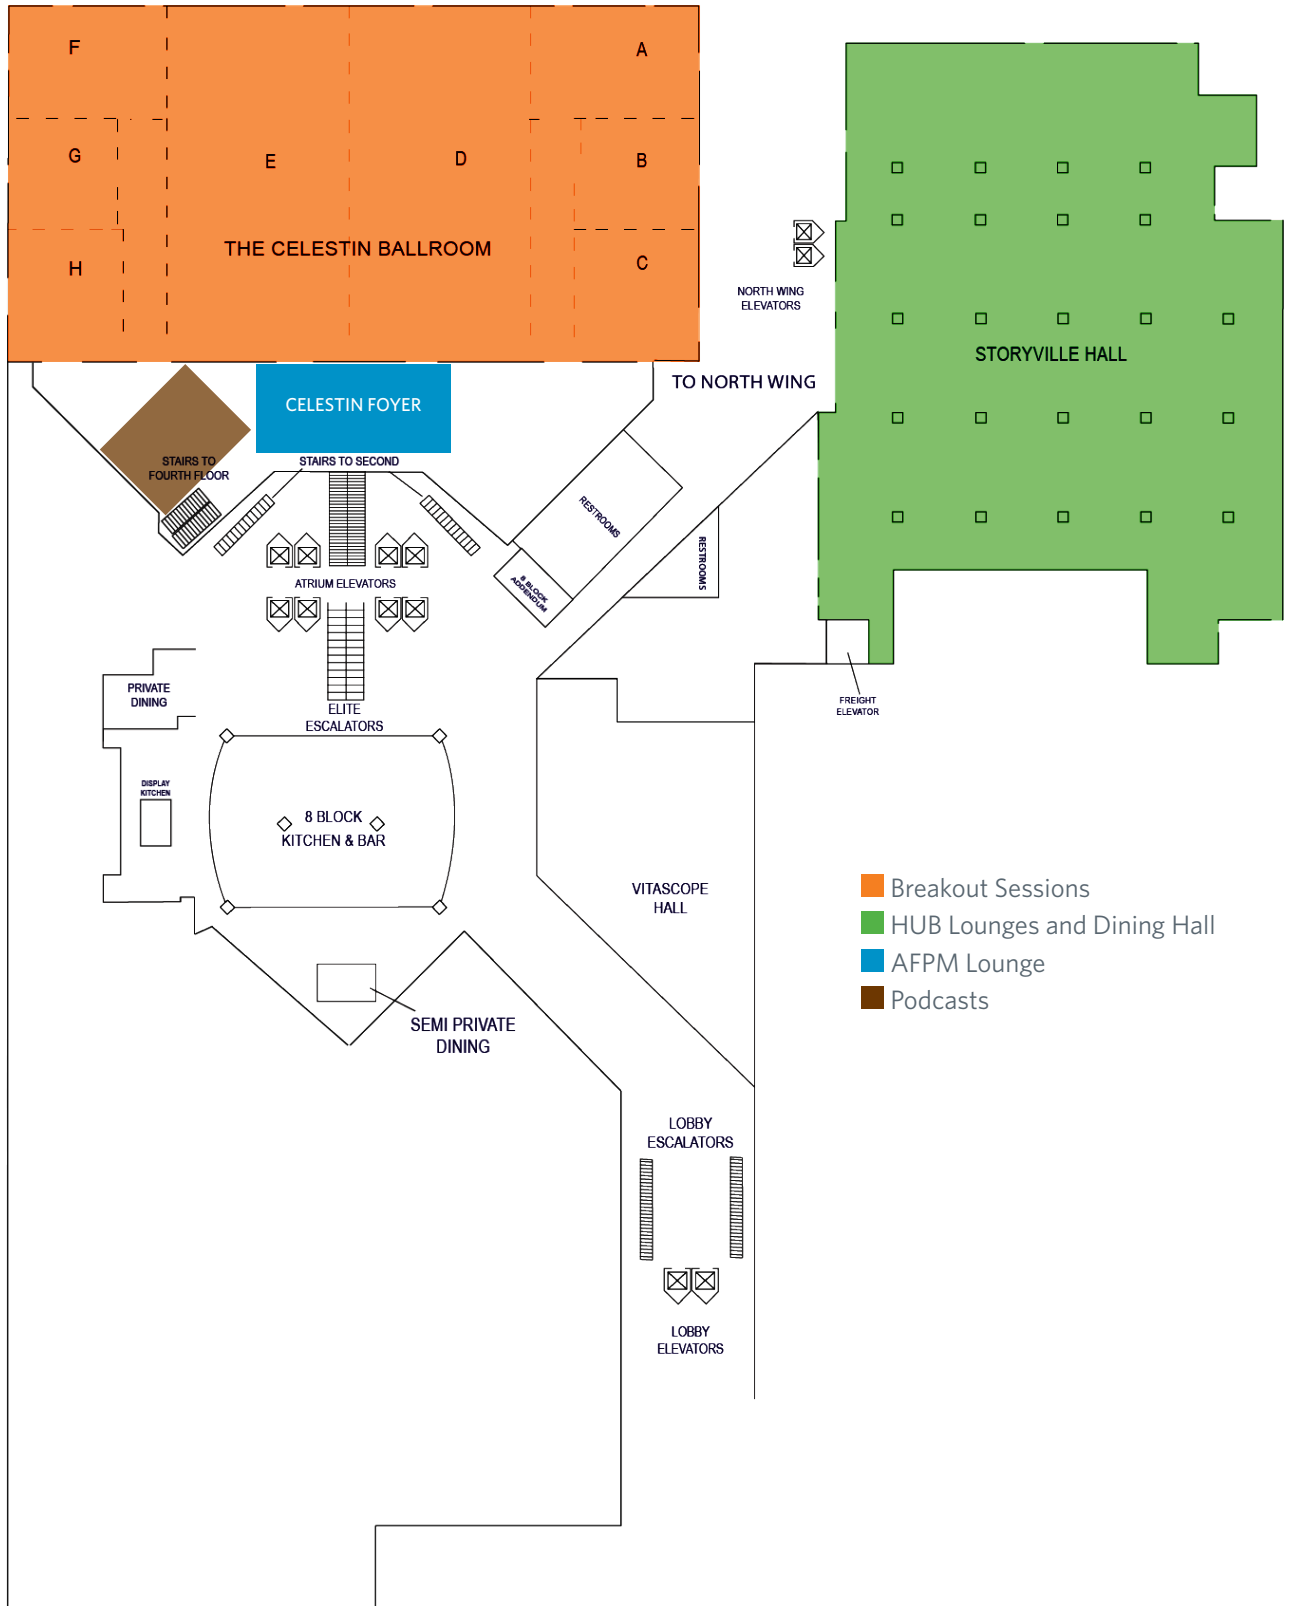 F
A
G
E
D
B
THE CELESTIN BALLROOM
H
C
NORTH WING
ELEVATORS
STORYVILLE HALL
TO NORTH WING
CELESTIN FOYER
STAIRS TO
FOURTH FLOOR
STAIRS TO SECOND
RESTROOMS
RESTROOMS
8 BLOCK
ADDENDUM
ATRIUM ELEVATORS
PRIVATE
DINING
ELITE
ESCALATORS
FREIGHT
ELEVATOR
DISPLAY
KITCHEN
8 BLOCK
KITCHEN & BAR
VITASCOPE
HALL
Breakout Sessions
HUB Lounges and Dining Hall
AFPM Lounge
Podcasts
SEMI PRIVATE
DINING
LOBBY
ESCALATORS
LOBBY
ELEVATORS